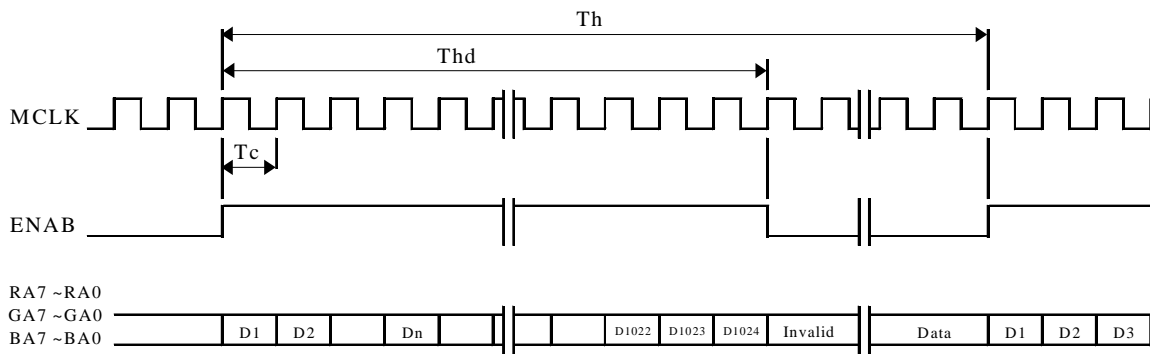 Th
Thd
MCLK
Tc
ENAB
RA7 ~RA0
GA7 ~GA0
BA7 ~BA0
D1 D2 Dn D1022 D1023 D1024 Invalid Data D1 D2 D3